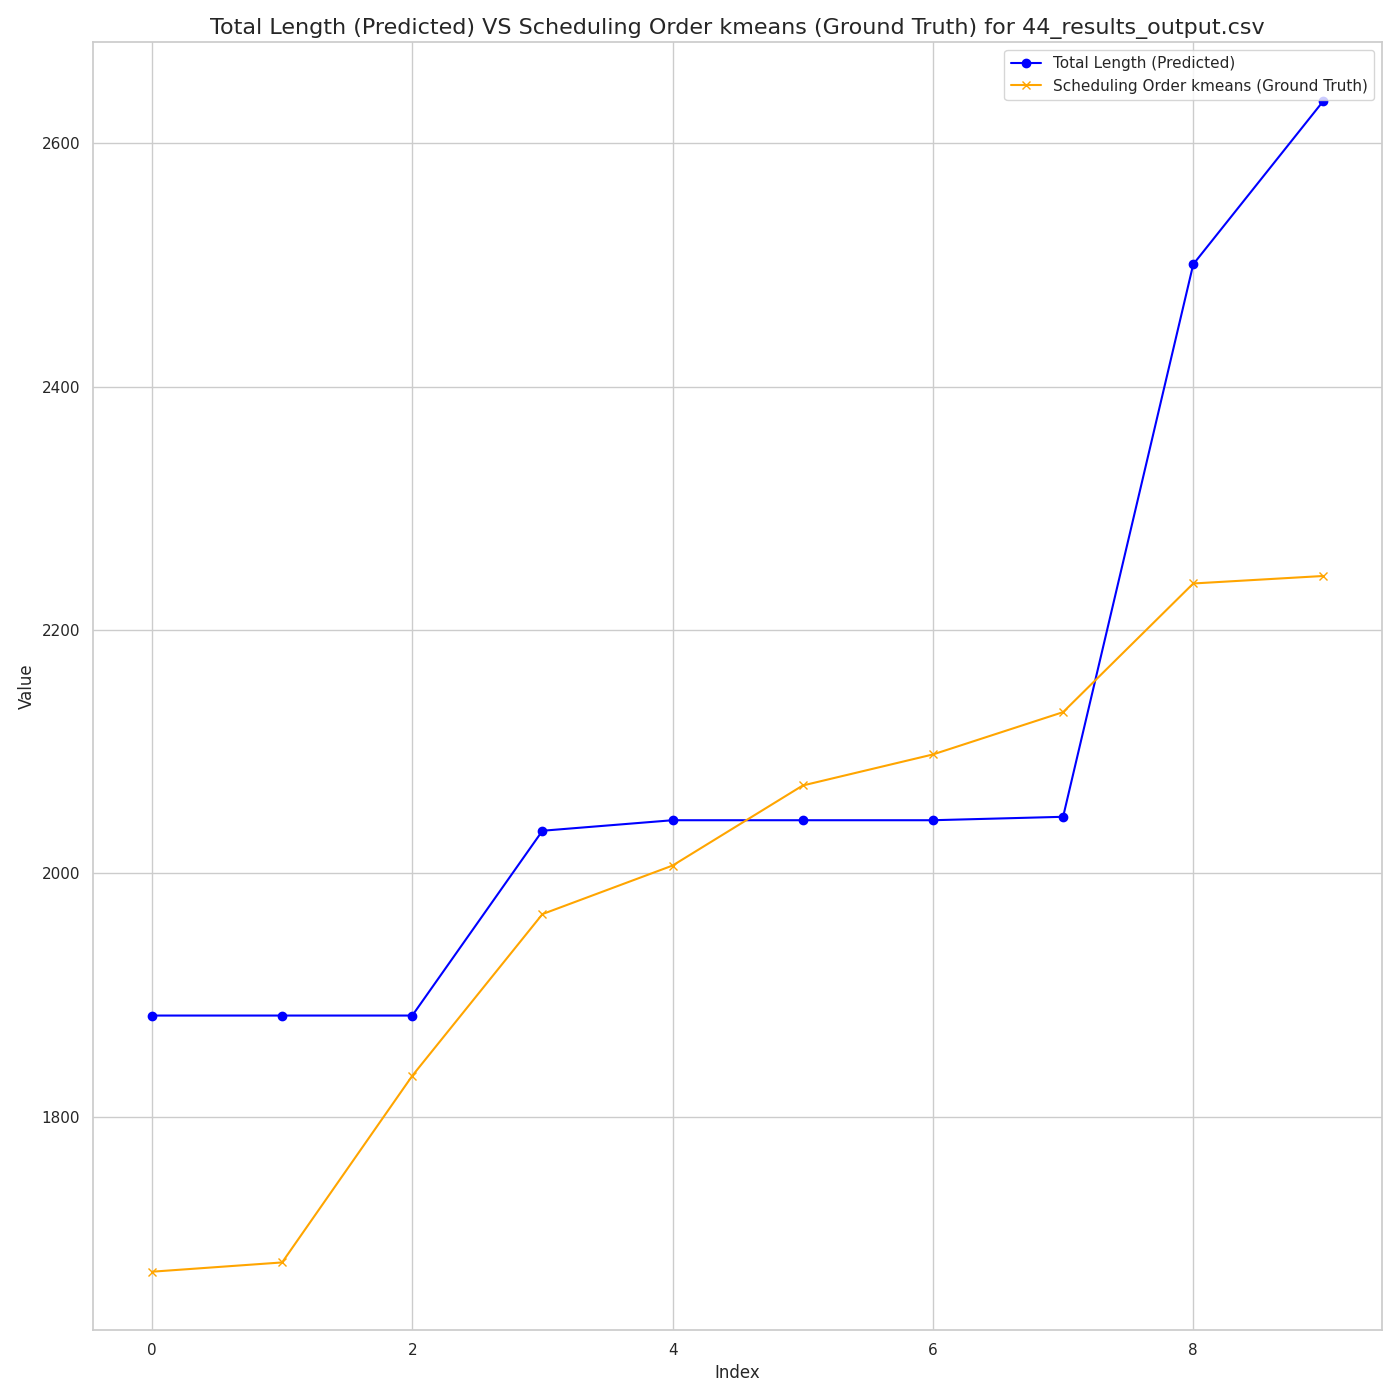 Total Length (Predicted) VS Scheduling Order kmeans (Ground Truth) for 44_results_output.csv
Total Length (Predicted)
Scheduling Order kmeans (Ground Truth)
2600
2400
2200
2000
1800
Value
0 2 4 6 8
Index